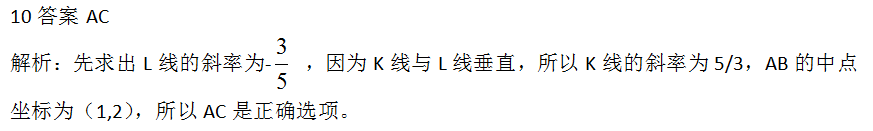 10 答案 AC
解析：先求出 L 线的斜率为-3/5 ，因为 K 线与 L 线垂直，所以 K 线的斜率为 5/3，AB 的中点
坐标为（1,2），所以 AC 是正确选项。